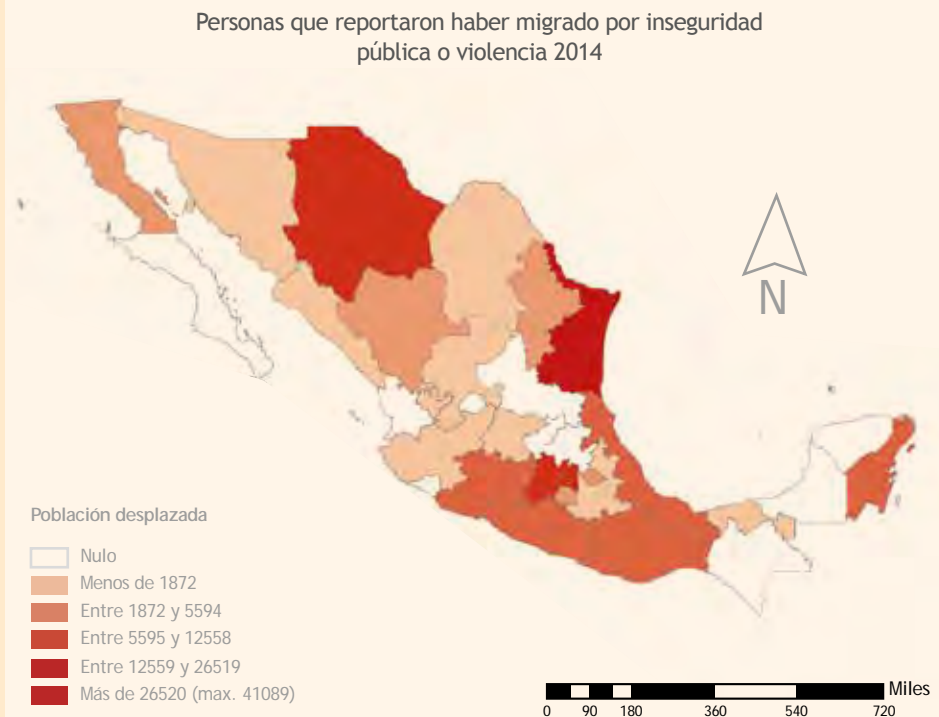 Personas que reportaron haber migrado por inseguridad
pública o violencia 2014
N
Población desplazada
Nulo
Menos de 1872
Entre 1872 y 5594
Entre 5595 y 12558
Entre 12559 y 26519
Más de 26520 (max. 41089)
Miles
0 90 180 360 540 720